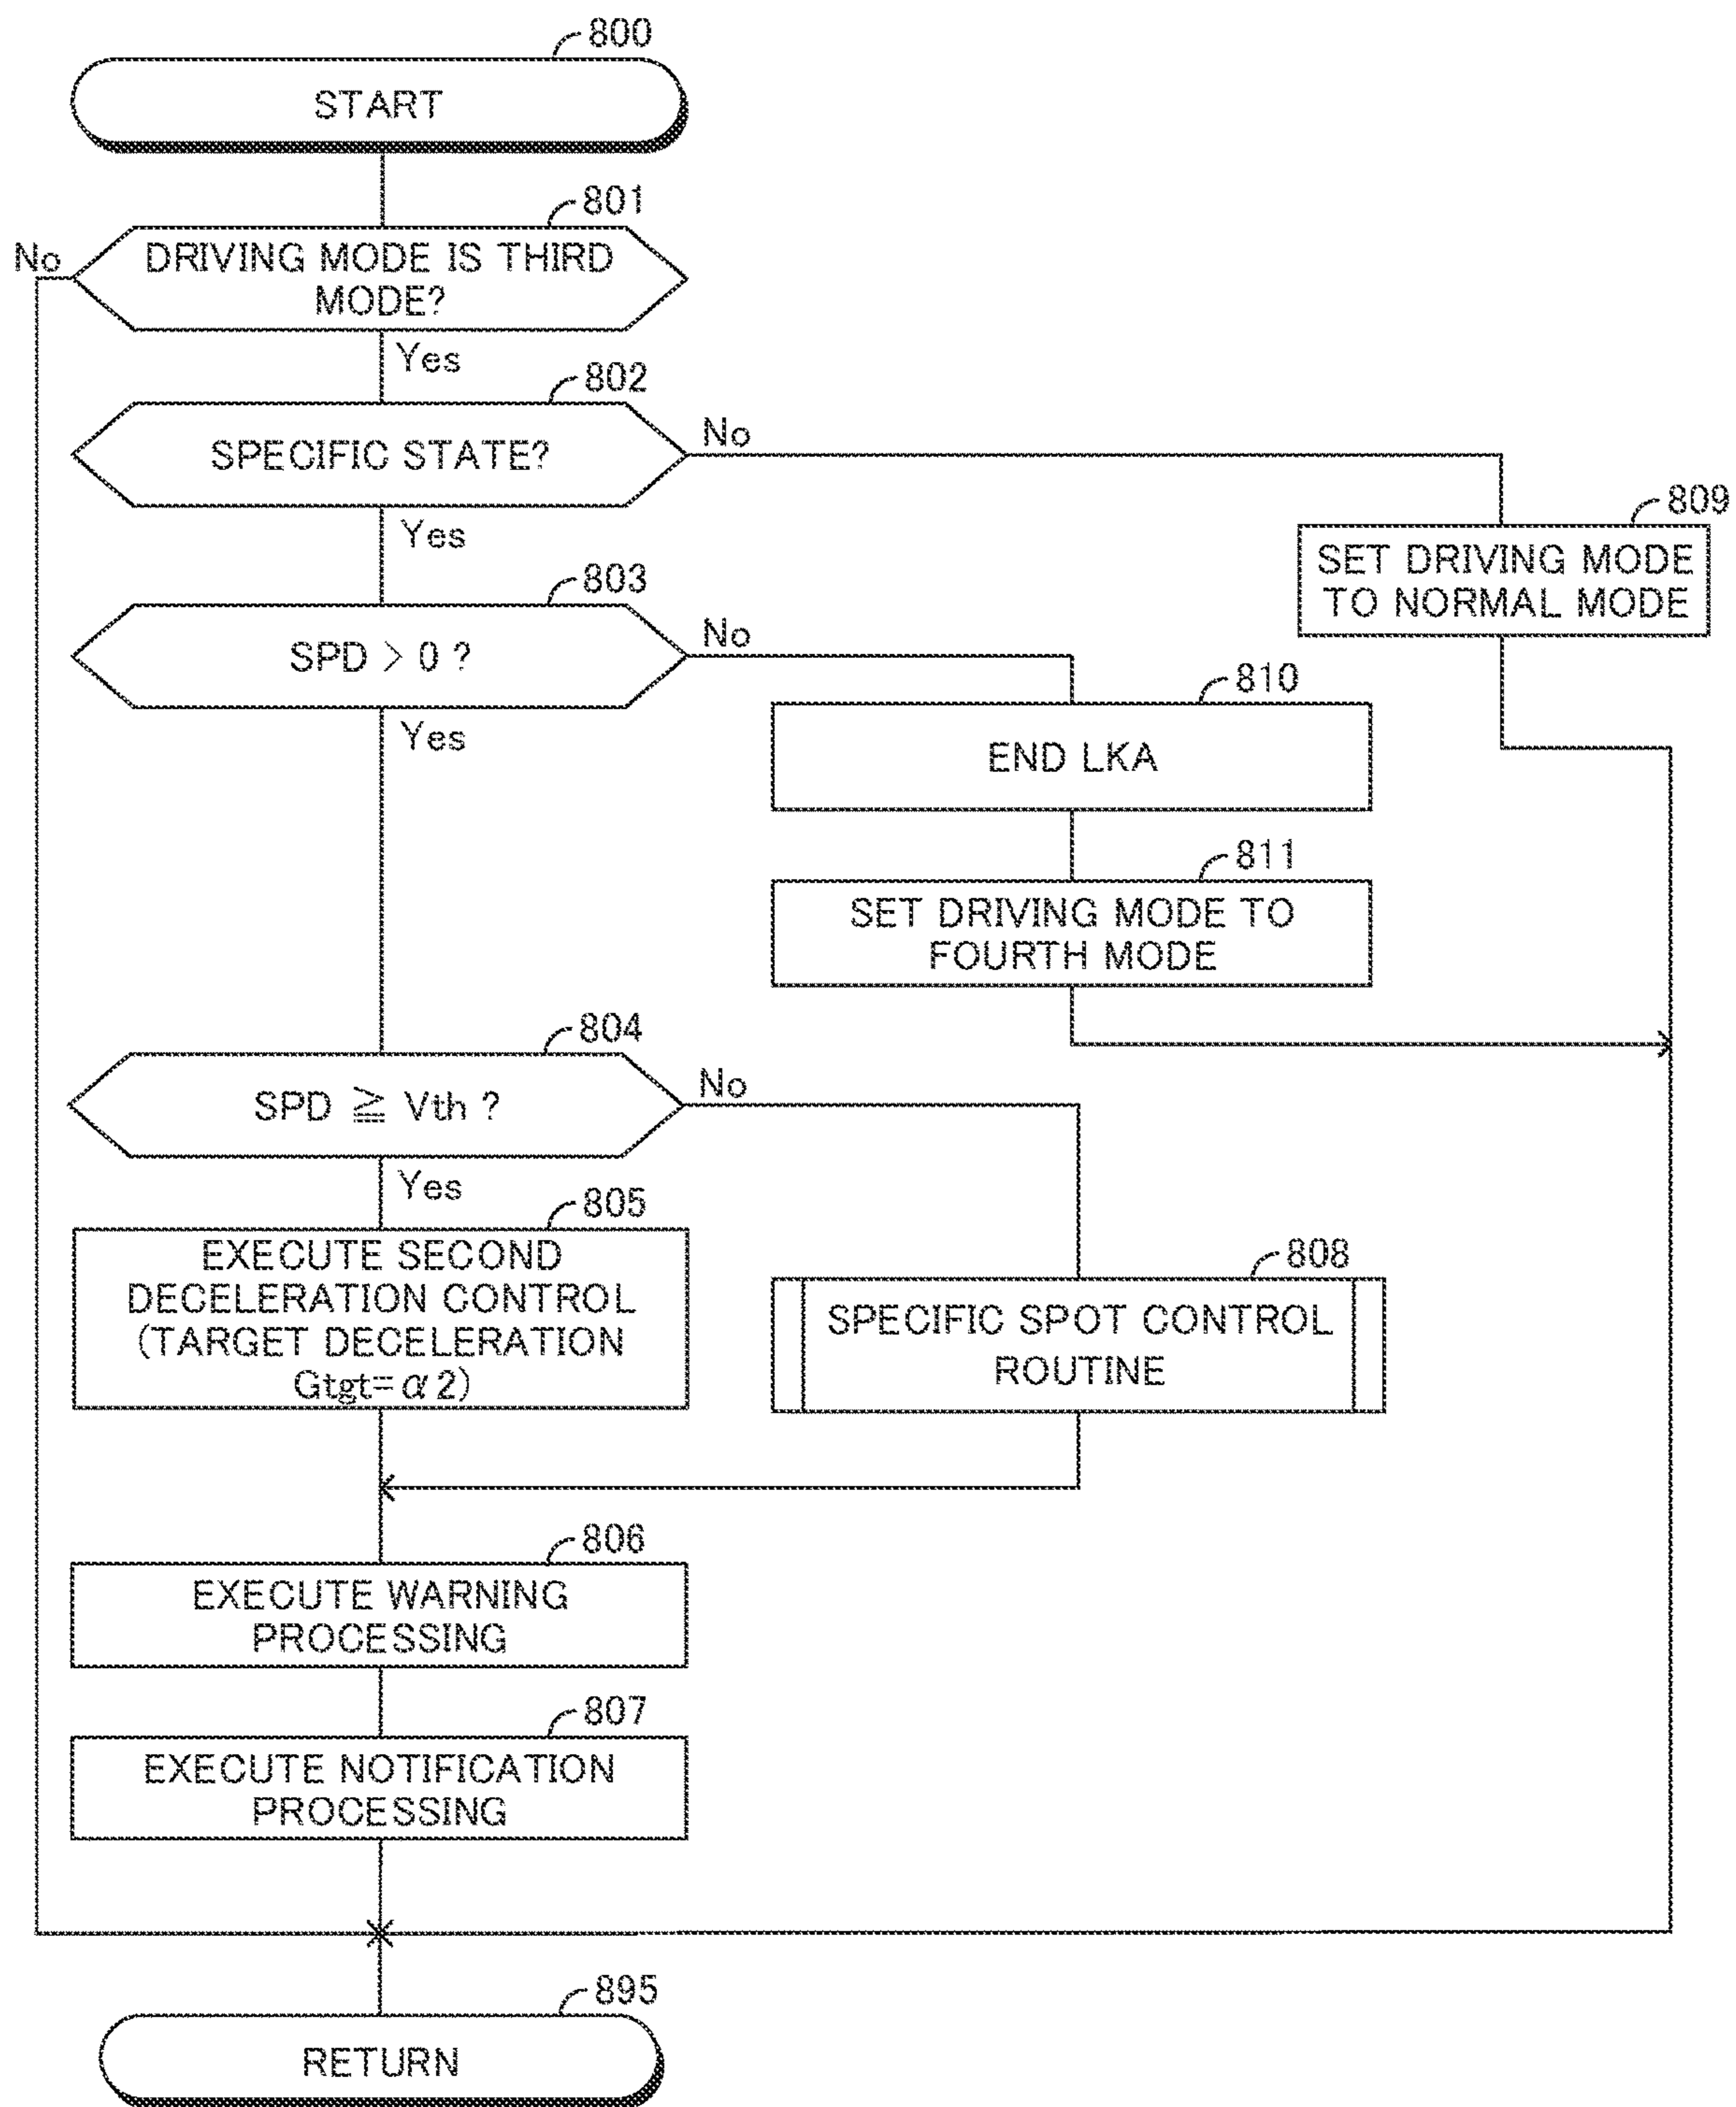 800
START
801
No
DRIVING MODE IS THIRD
MODE?
Yes
802
SPECIFIC STATE?
No
Yes
809
SET DRIVING MODE
TO NORMAL MODE
803
SPD > 0 ?
No
Yes
810
END LKA
811
SET DRIVING MODE TO
FOURTH MODE
804
SPD ≧ Vth ?
No
Yes
805
EXECUTE SECOND
DECELERATION CONTROL
(TARGET DECELERATION
Gtgt=α2)
808
SPECIFIC SPOT CONTROL
ROUTINE
806
EXECUTE WARNING
PROCESSING
807
EXECUTE NOTIFICATION
PROCESSING
895
RETURN